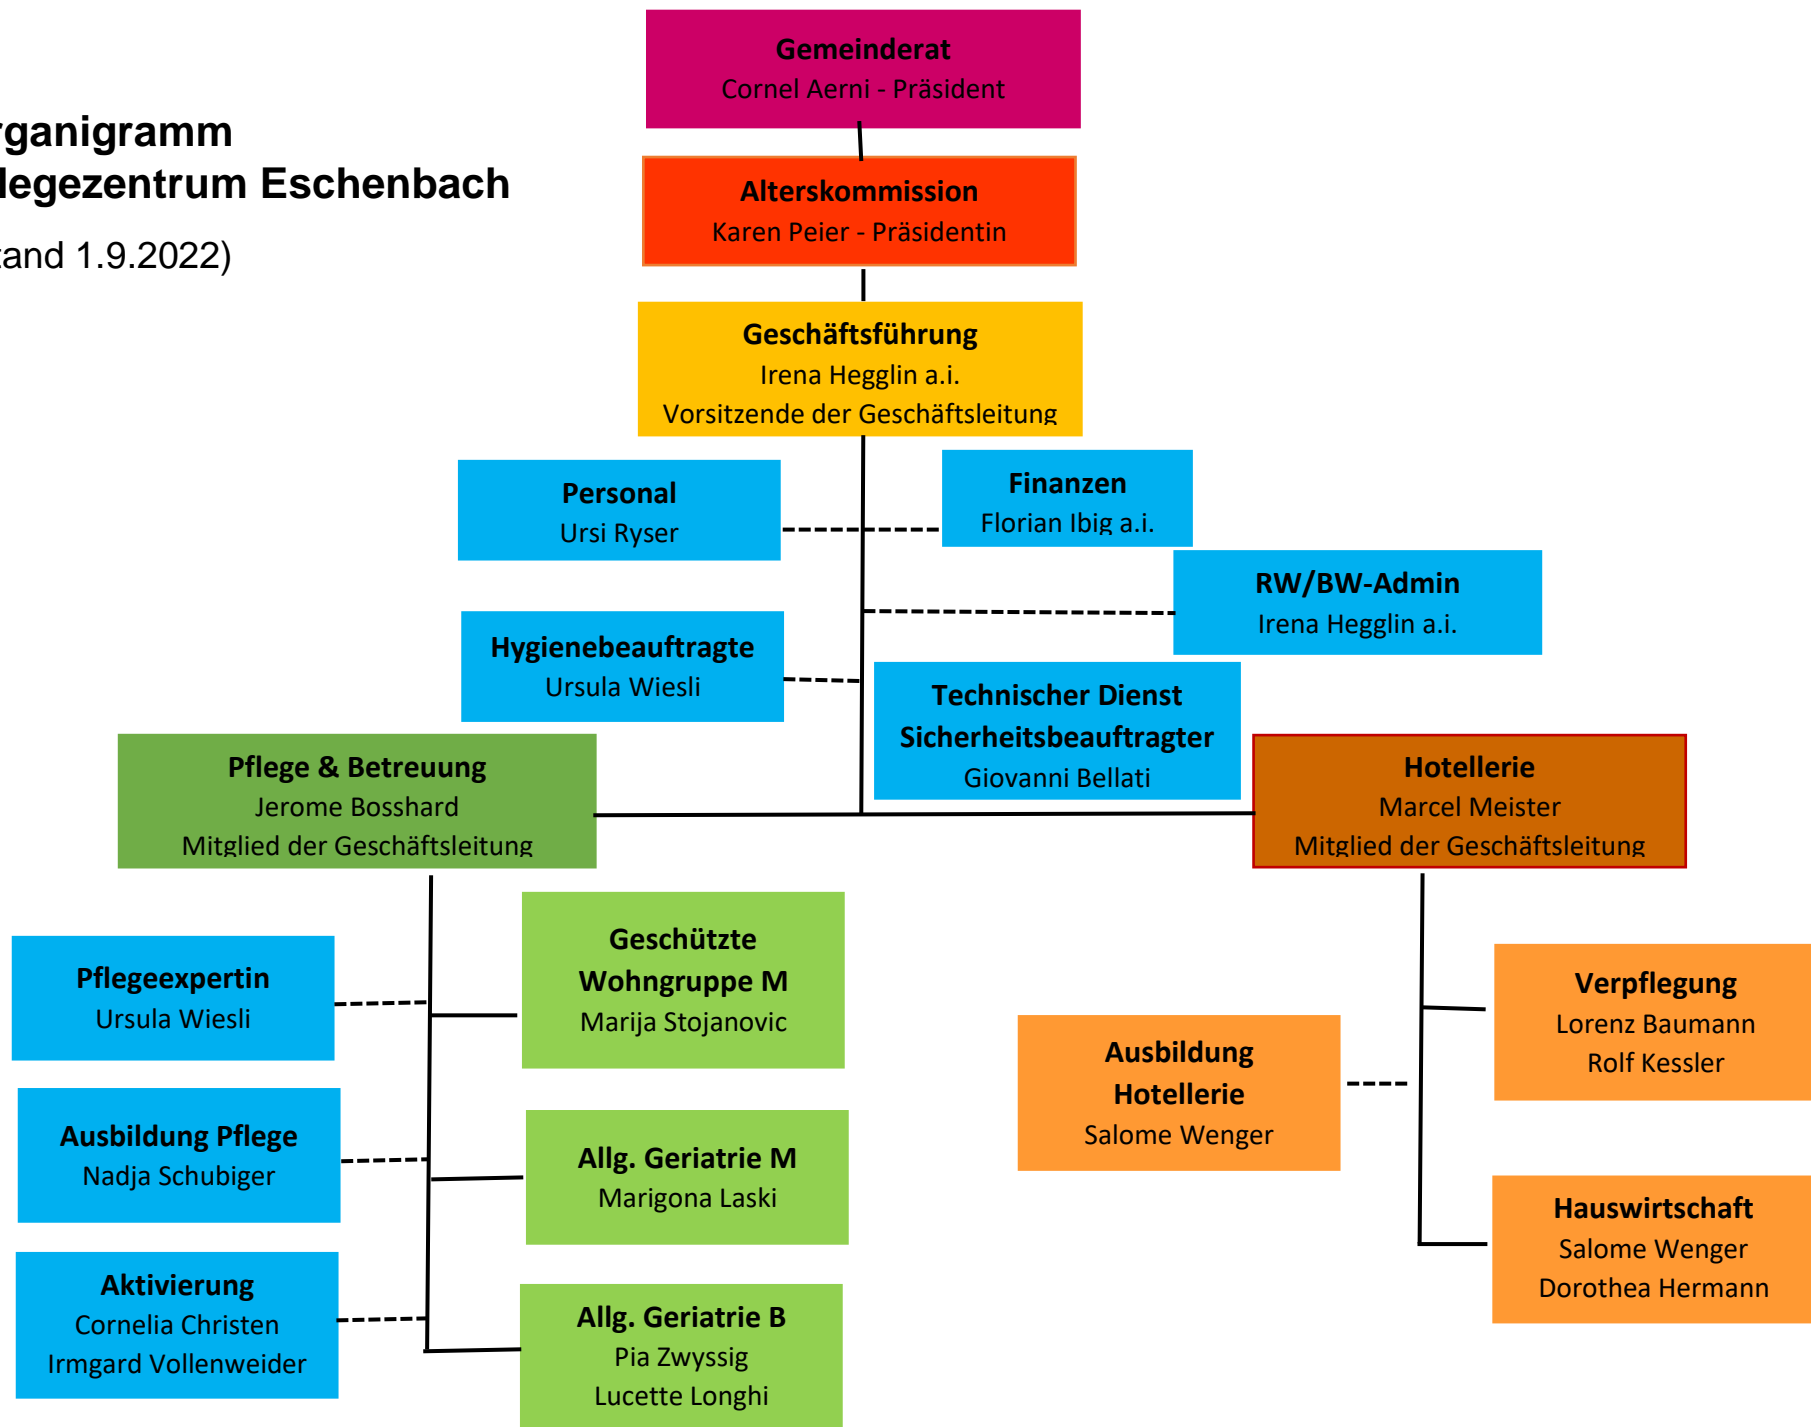 Gemeinderat
Cornel Aerni - Präsident
rganigramm
legezentrum Eschenbach
tand 1.9.2022)
Alterskommission
Karen Peier - Präsidentin
Geschäftsführung
Irena Hegglin a.i.
Vorsitzende der Geschäftsleitung
Personal
Ursi Ryser
Finanzen
Florian Ibig a.i.
RW/BW-Admin
Irena Hegglin a.i.
Hygienebeauftragte
Ursula Wiesli
Technischer Dienst
Sicherheitsbeauftragter
Giovanni Bellati
Pflege & Betreuung
Jerome Bosshard
Mitglied der Geschäftsleitung
Hotellerie
Marcel Meister
Mitglied der Geschäftsleitung
Pflegeexpertin
Ursula Wiesli
Geschützte
Wohngruppe M
Marija Stojanovic
Ausbildung Pflege
Nadja Schubiger
Allg. Geriatrie M
Marigona Laski
Aktivierung
Cornelia Christen
Irmgard Vollenweider
Allg. Geriatrie B
Pia Zwyssig
Lucette Longhi
Ausbildung
Hotellerie
Salome Wenger
Verpflegung
Lorenz Baumann
Rolf Kessler
Hauswirtschaft
Salome Wenger
Dorothea Hermann